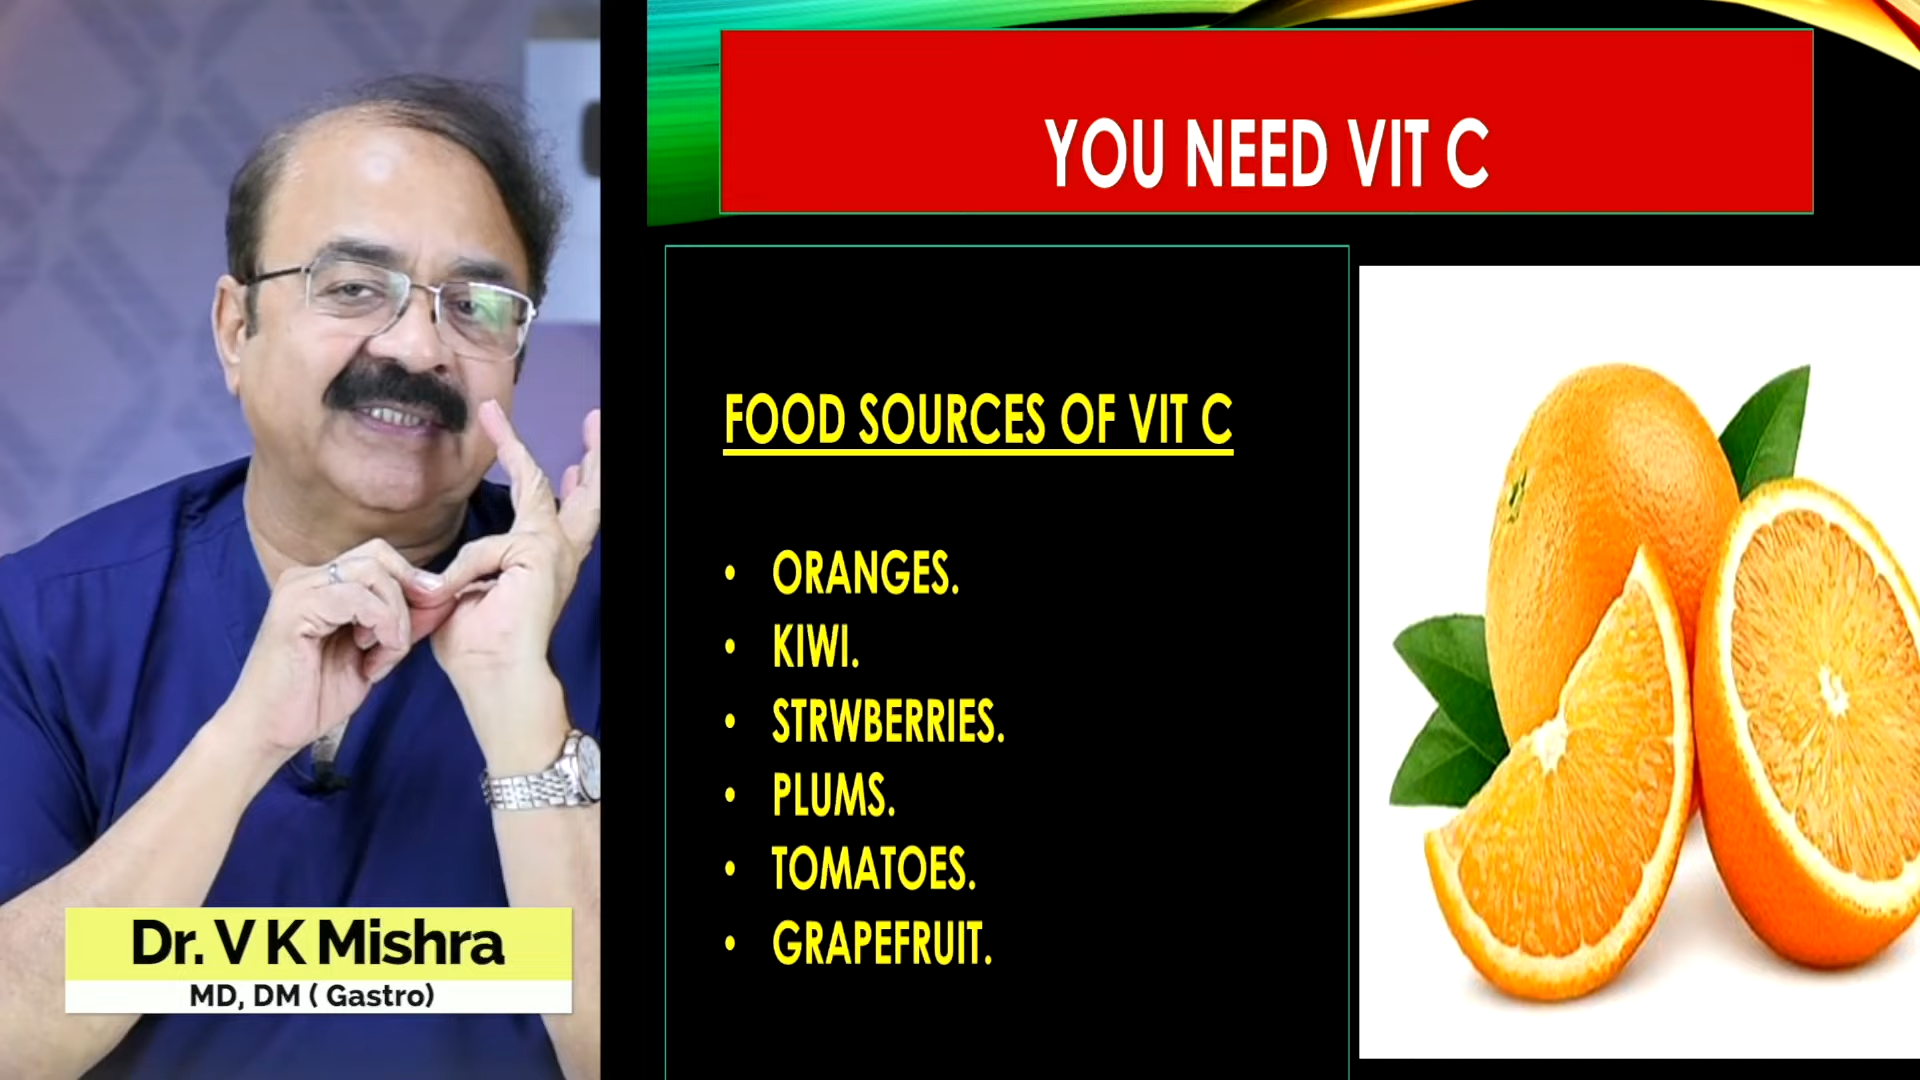 YOU NEED VIT C
FOOD SOURCES OF VIT C
• ORANGES.
• KIWI.
• STRWBERRIES.
• PLUMS.
• TOMATOES.
• GRAPEFRUIT.
Dr. V K Mishra
MD, DM ( Gastro)